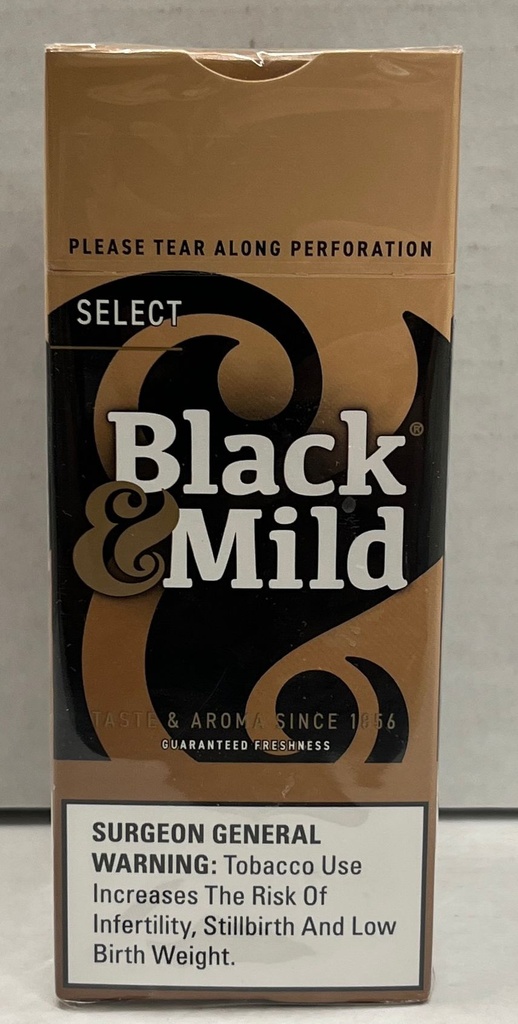 PLEASE TEAR ALONG PERFORATION
SELECT
Black®
& Mild
TASTE & AROMA SINCE 1856
GUARANTEED FRESHNESS
SURGEON GENERAL
WARNING: Tobacco Use
Increases The Risk Of
Infertility, Stillbirth And Low
Birth Weight.